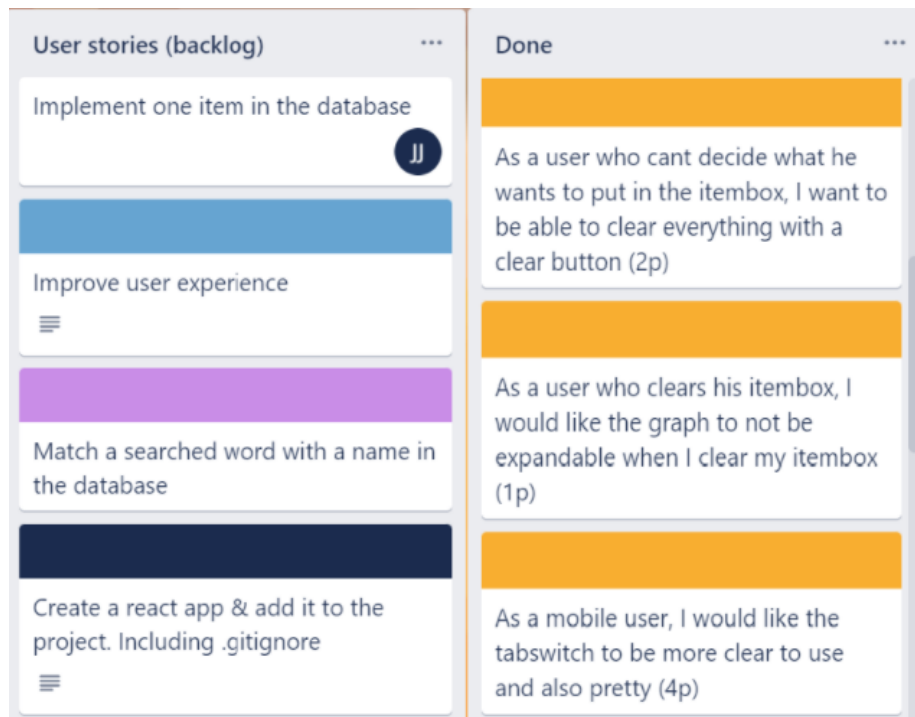 User stories (backlog)
Implement one item in the database
JJ
Improve user experience
Match a searched word with a name in
the database
Create a react app & add it to the
project. Including .gitignore
Done
As a user who cant decide what he
wants to put in the itembox, I want to
be able to clear everything with a
clear button (2p)
As a user who clears his itembox, I
would like the graph to not be
expandable when I clear my itembox
(1p)
As a mobile user, I would like the
tabswitch to be more clear to use
and also pretty (4p)